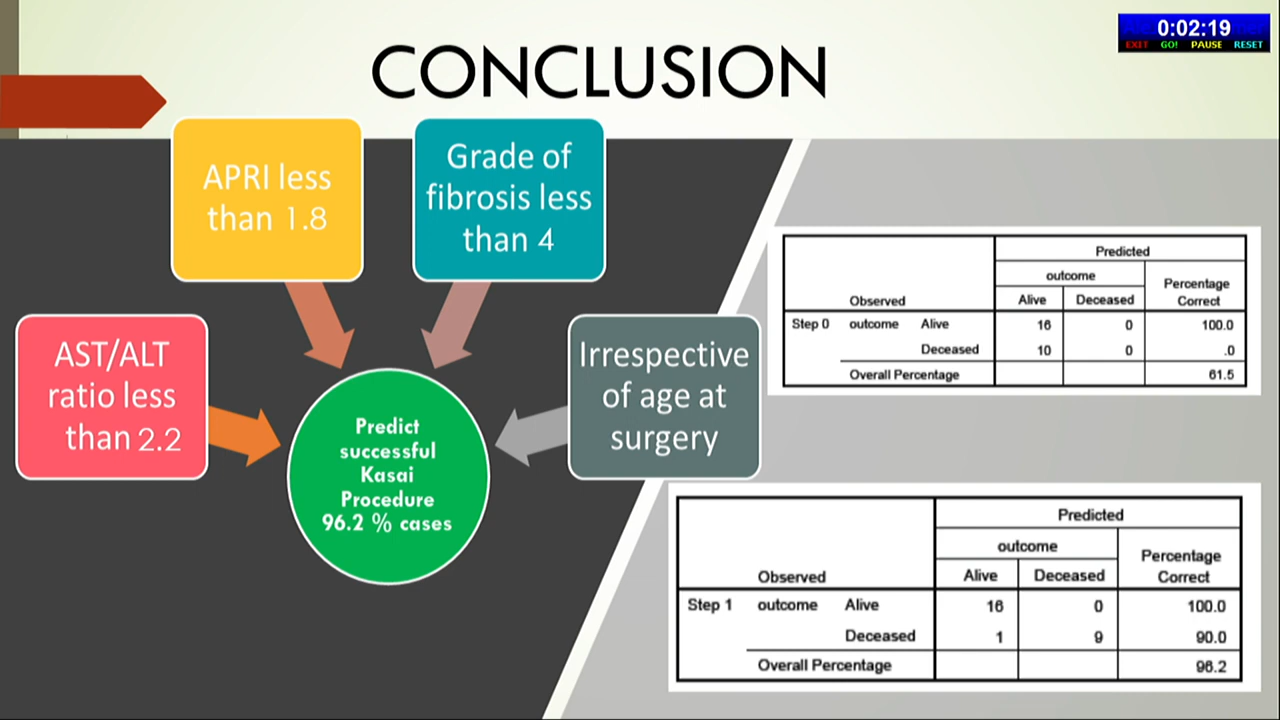 0:02:19
EXIT GO! PAUSE RESET
CONCLUSION
APRI less
than 1.8
Grade of
fibrosis less
than 4
AST/ALT
ratio less
than 2.2
Irrespective
of age at
surgery
Predict
successful
Kasai
Procedure
96.2 % cases
Predicted
outcome
Percentage
Correct
Observed
Alive
Deceased
Step 0 outcome Alive 16 0 100.0
Deceased 10 0 .0
Overall Percentage 61.5
Predicted
outcome
Percentage
Correct
Observed
Alive
Deceased
Step 1 outcome Alive 16 0 100.0
Deceased 1 9 90.0
Overall Percentage 96.2